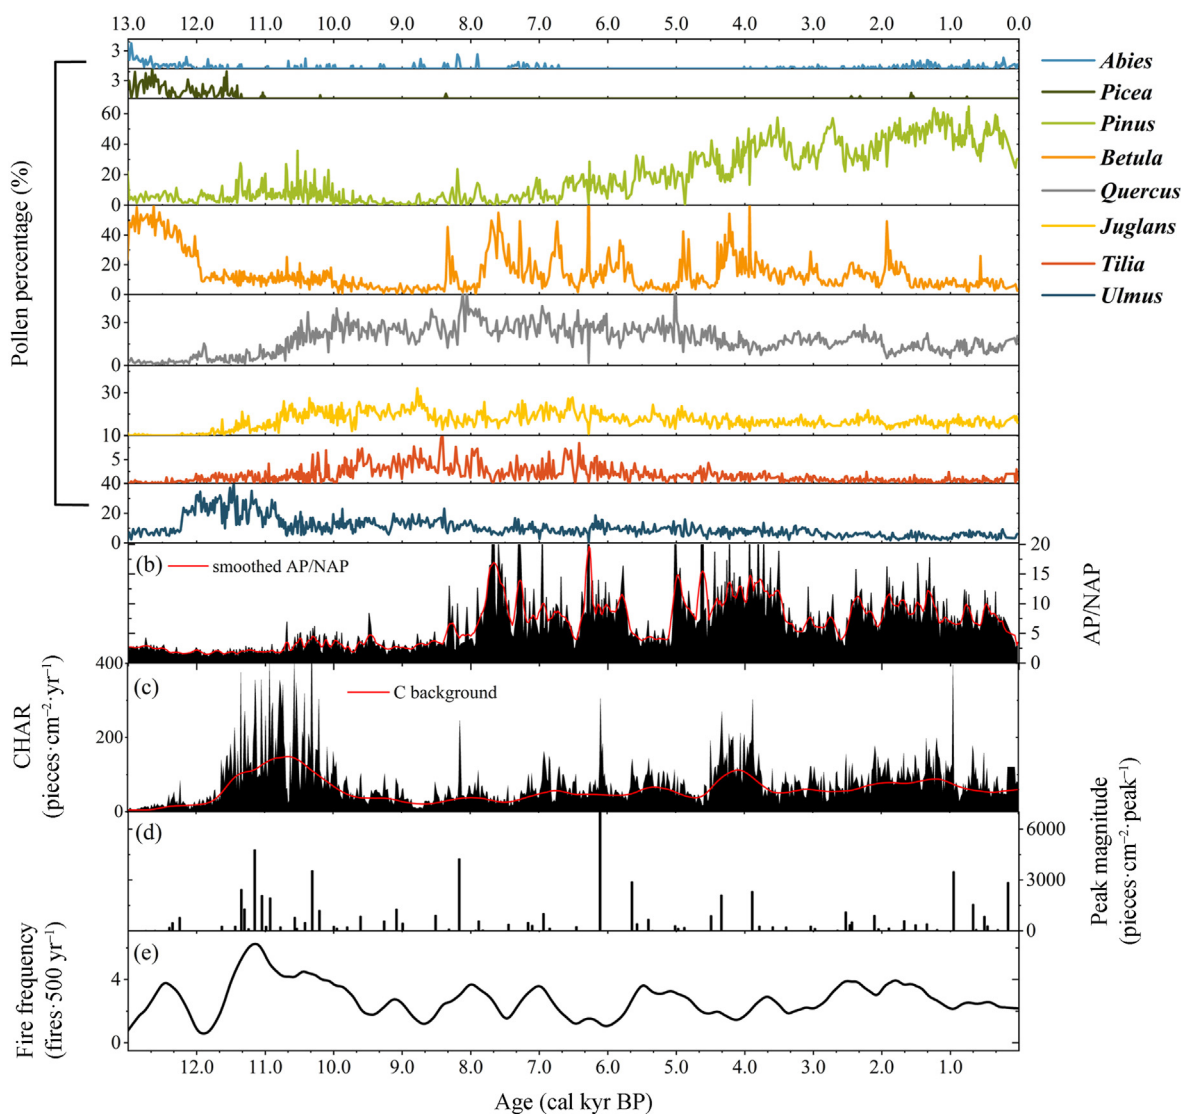 13.0 12.0 11.0 10.0 9.0 8.0 7.0 6.0 5.0 4.0 3.0 2.0 1.0 0.0
Pollen percentage (%)
3
3
60
40
20
0
40
20
0
30
0
30
10
5
40
20
0
Abies
Picea
Pinus
Betula
Quercus
Juglans
Tilia
Ulmus
(b) smoothed AP/NAP
20
15
10
5
0
AP/NAP
CHAR
(pieces·cm⁻²·yr⁻¹)
400
200
0
(c) C background
(d)
6000
3000
0
Peak magnitude
(pieces·cm⁻²·peak⁻¹)
Fire frequency
(fires·500 yr⁻¹)
(e)
4
0
12.0 11.0 10.0 9.0 8.0 7.0 6.0 5.0 4.0 3.0 2.0 1.0
Age (cal kyr BP)